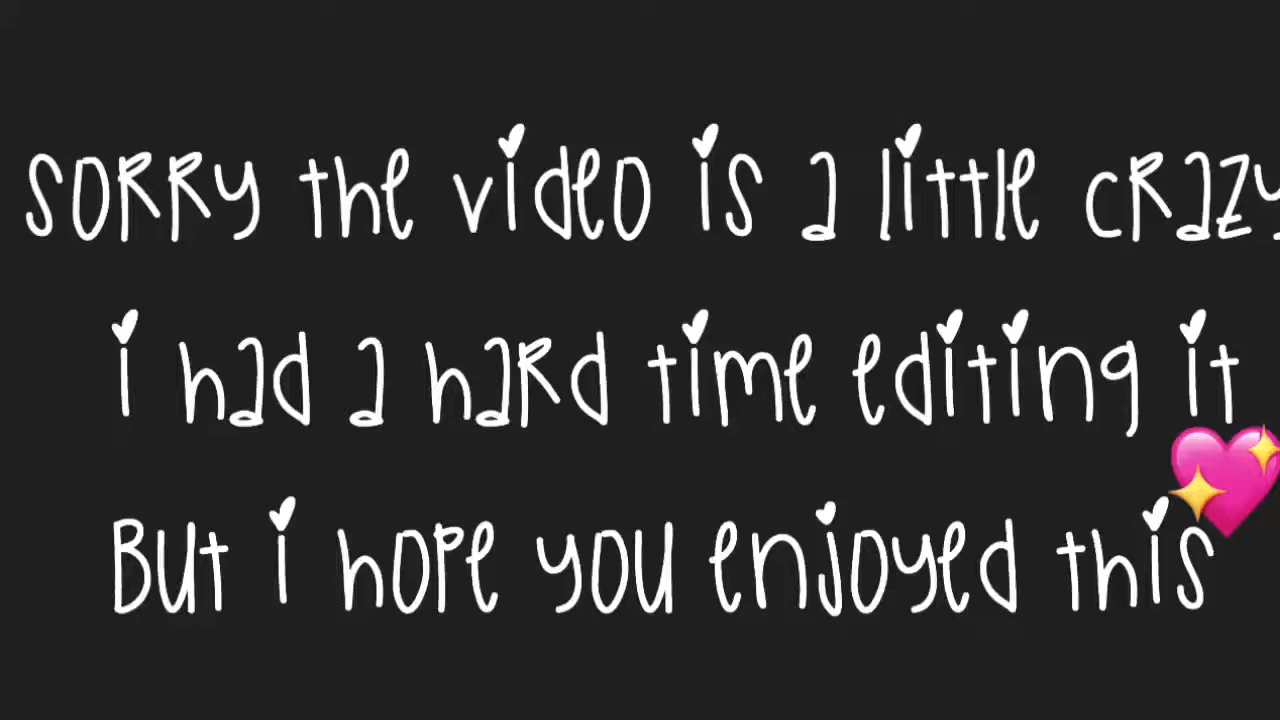 SORRY the video is a little CRazy
i had a haRd time editing it
But i hope you enjoyed this